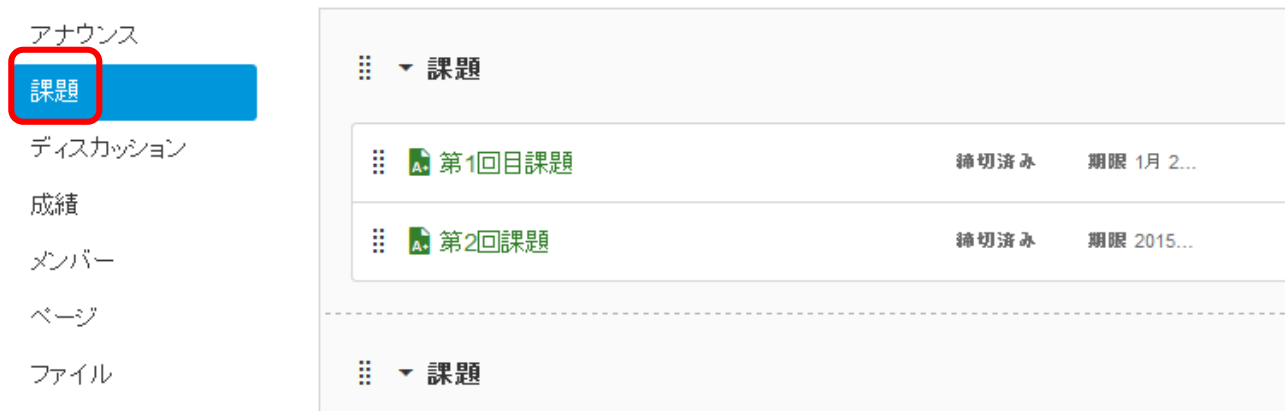 アナウンス
課題
ディスカッション
成績
メンバー
ページ
ファイル
課題
第1回目課題 締切済み 期限 1月 2...
第2回課題 締切済み 期限 2015...
課題